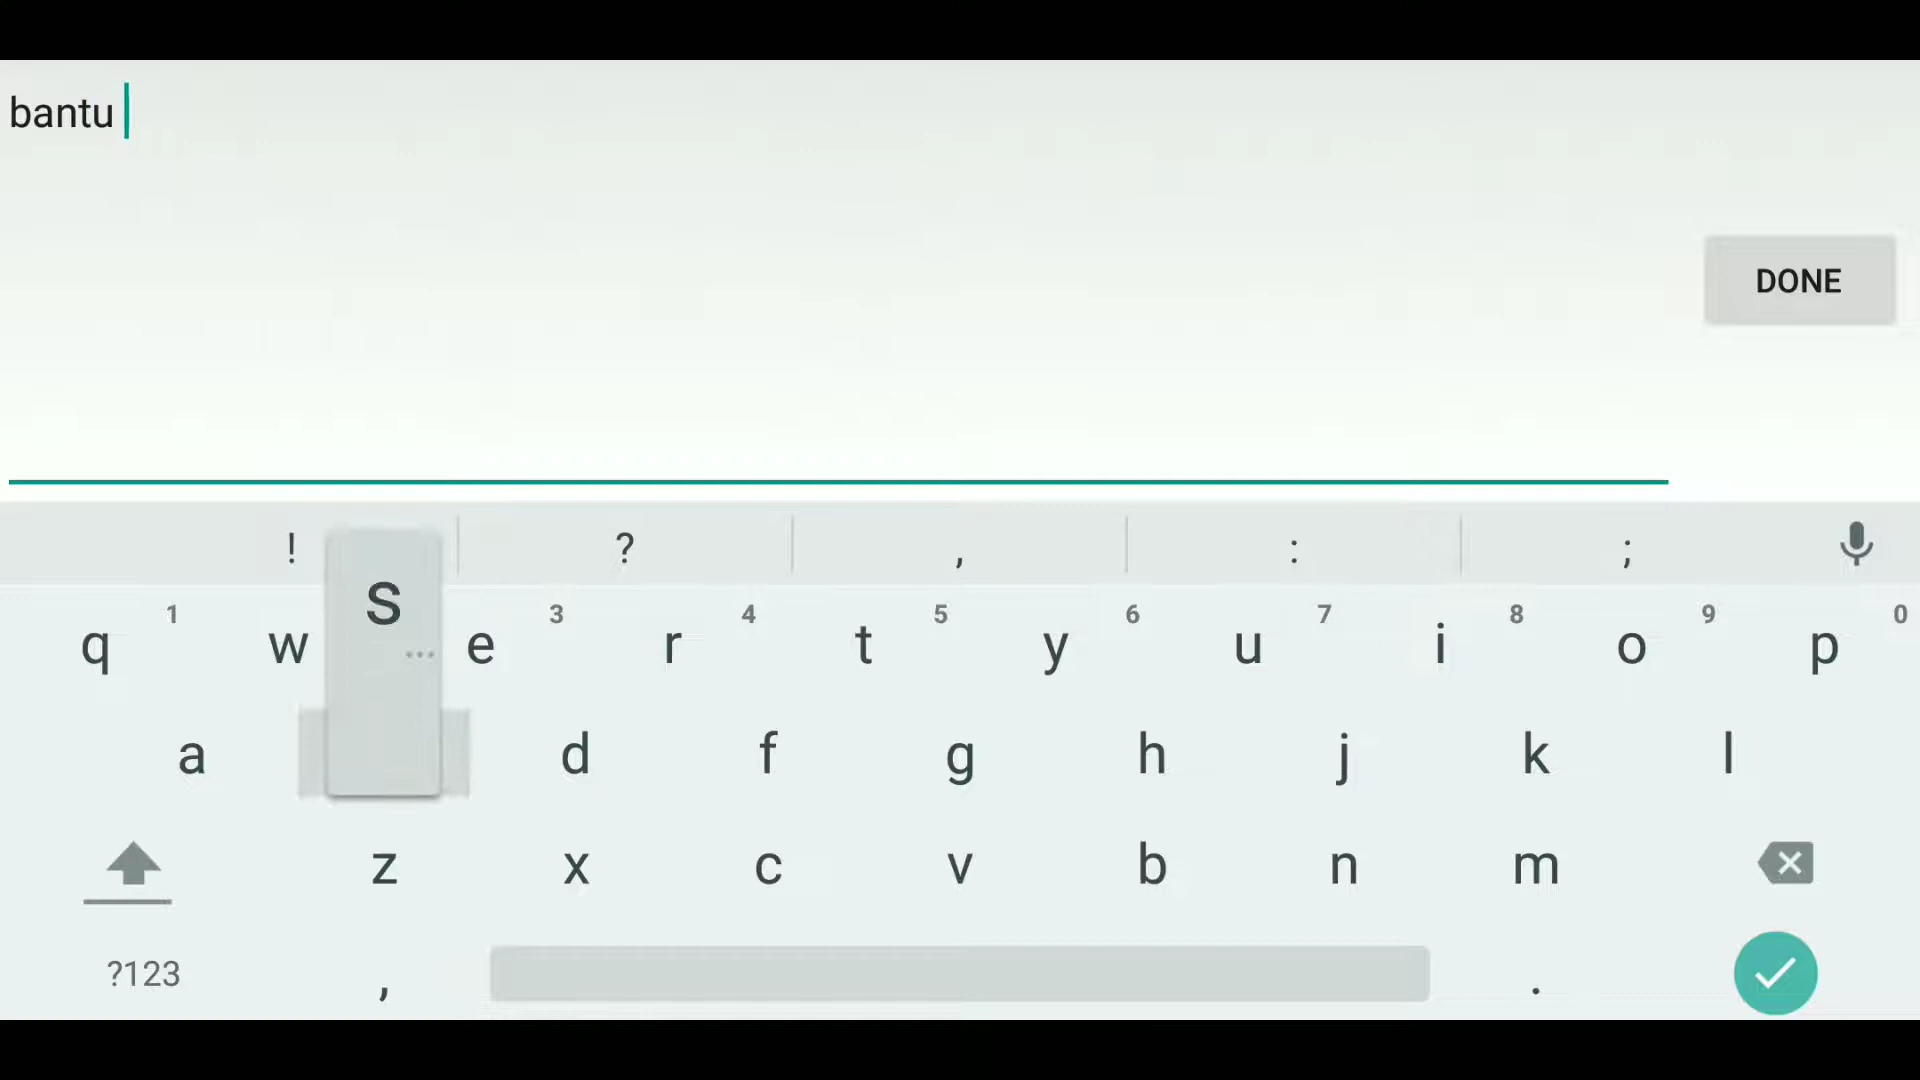 bantu
DONE
! ? , : ;
q 1 w e 3 r 4 t 5 y 6 u 7 i 8 o 9 p 0
a s d f g h j k l
z x c v b n m
?123 , .